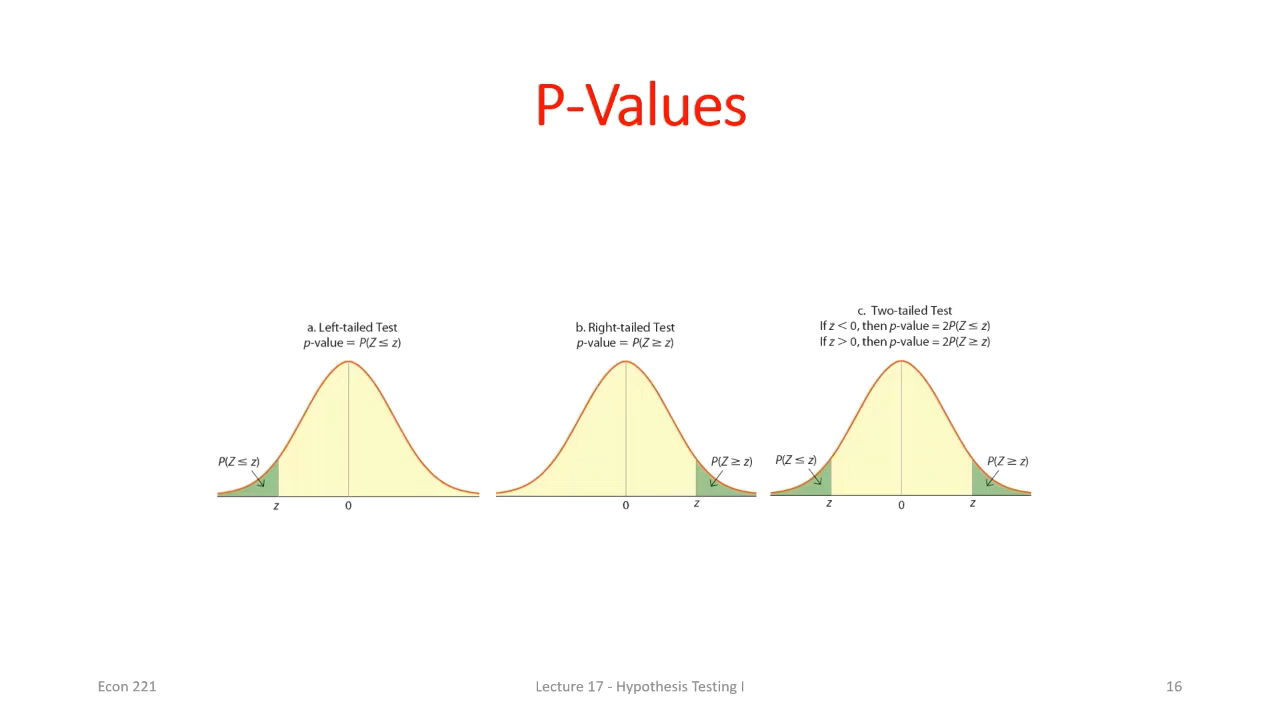 P-Values
a. Left-tailed Test
p-value = P(Z ≤ z)
P(Z ≤ z)
z
0
b. Right-tailed Test
p-value = P(Z ≥ z)
P(Z ≥ z)
0
z
c. Two-tailed Test
If z < 0, then p-value = 2P(Z ≤ z)
If z > 0, then p-value = 2P(Z ≥ z)
P(Z ≤ z)
P(Z ≥ z)
z
0
z
Econ 221
Lecture 17 - Hypothesis Testing I
16